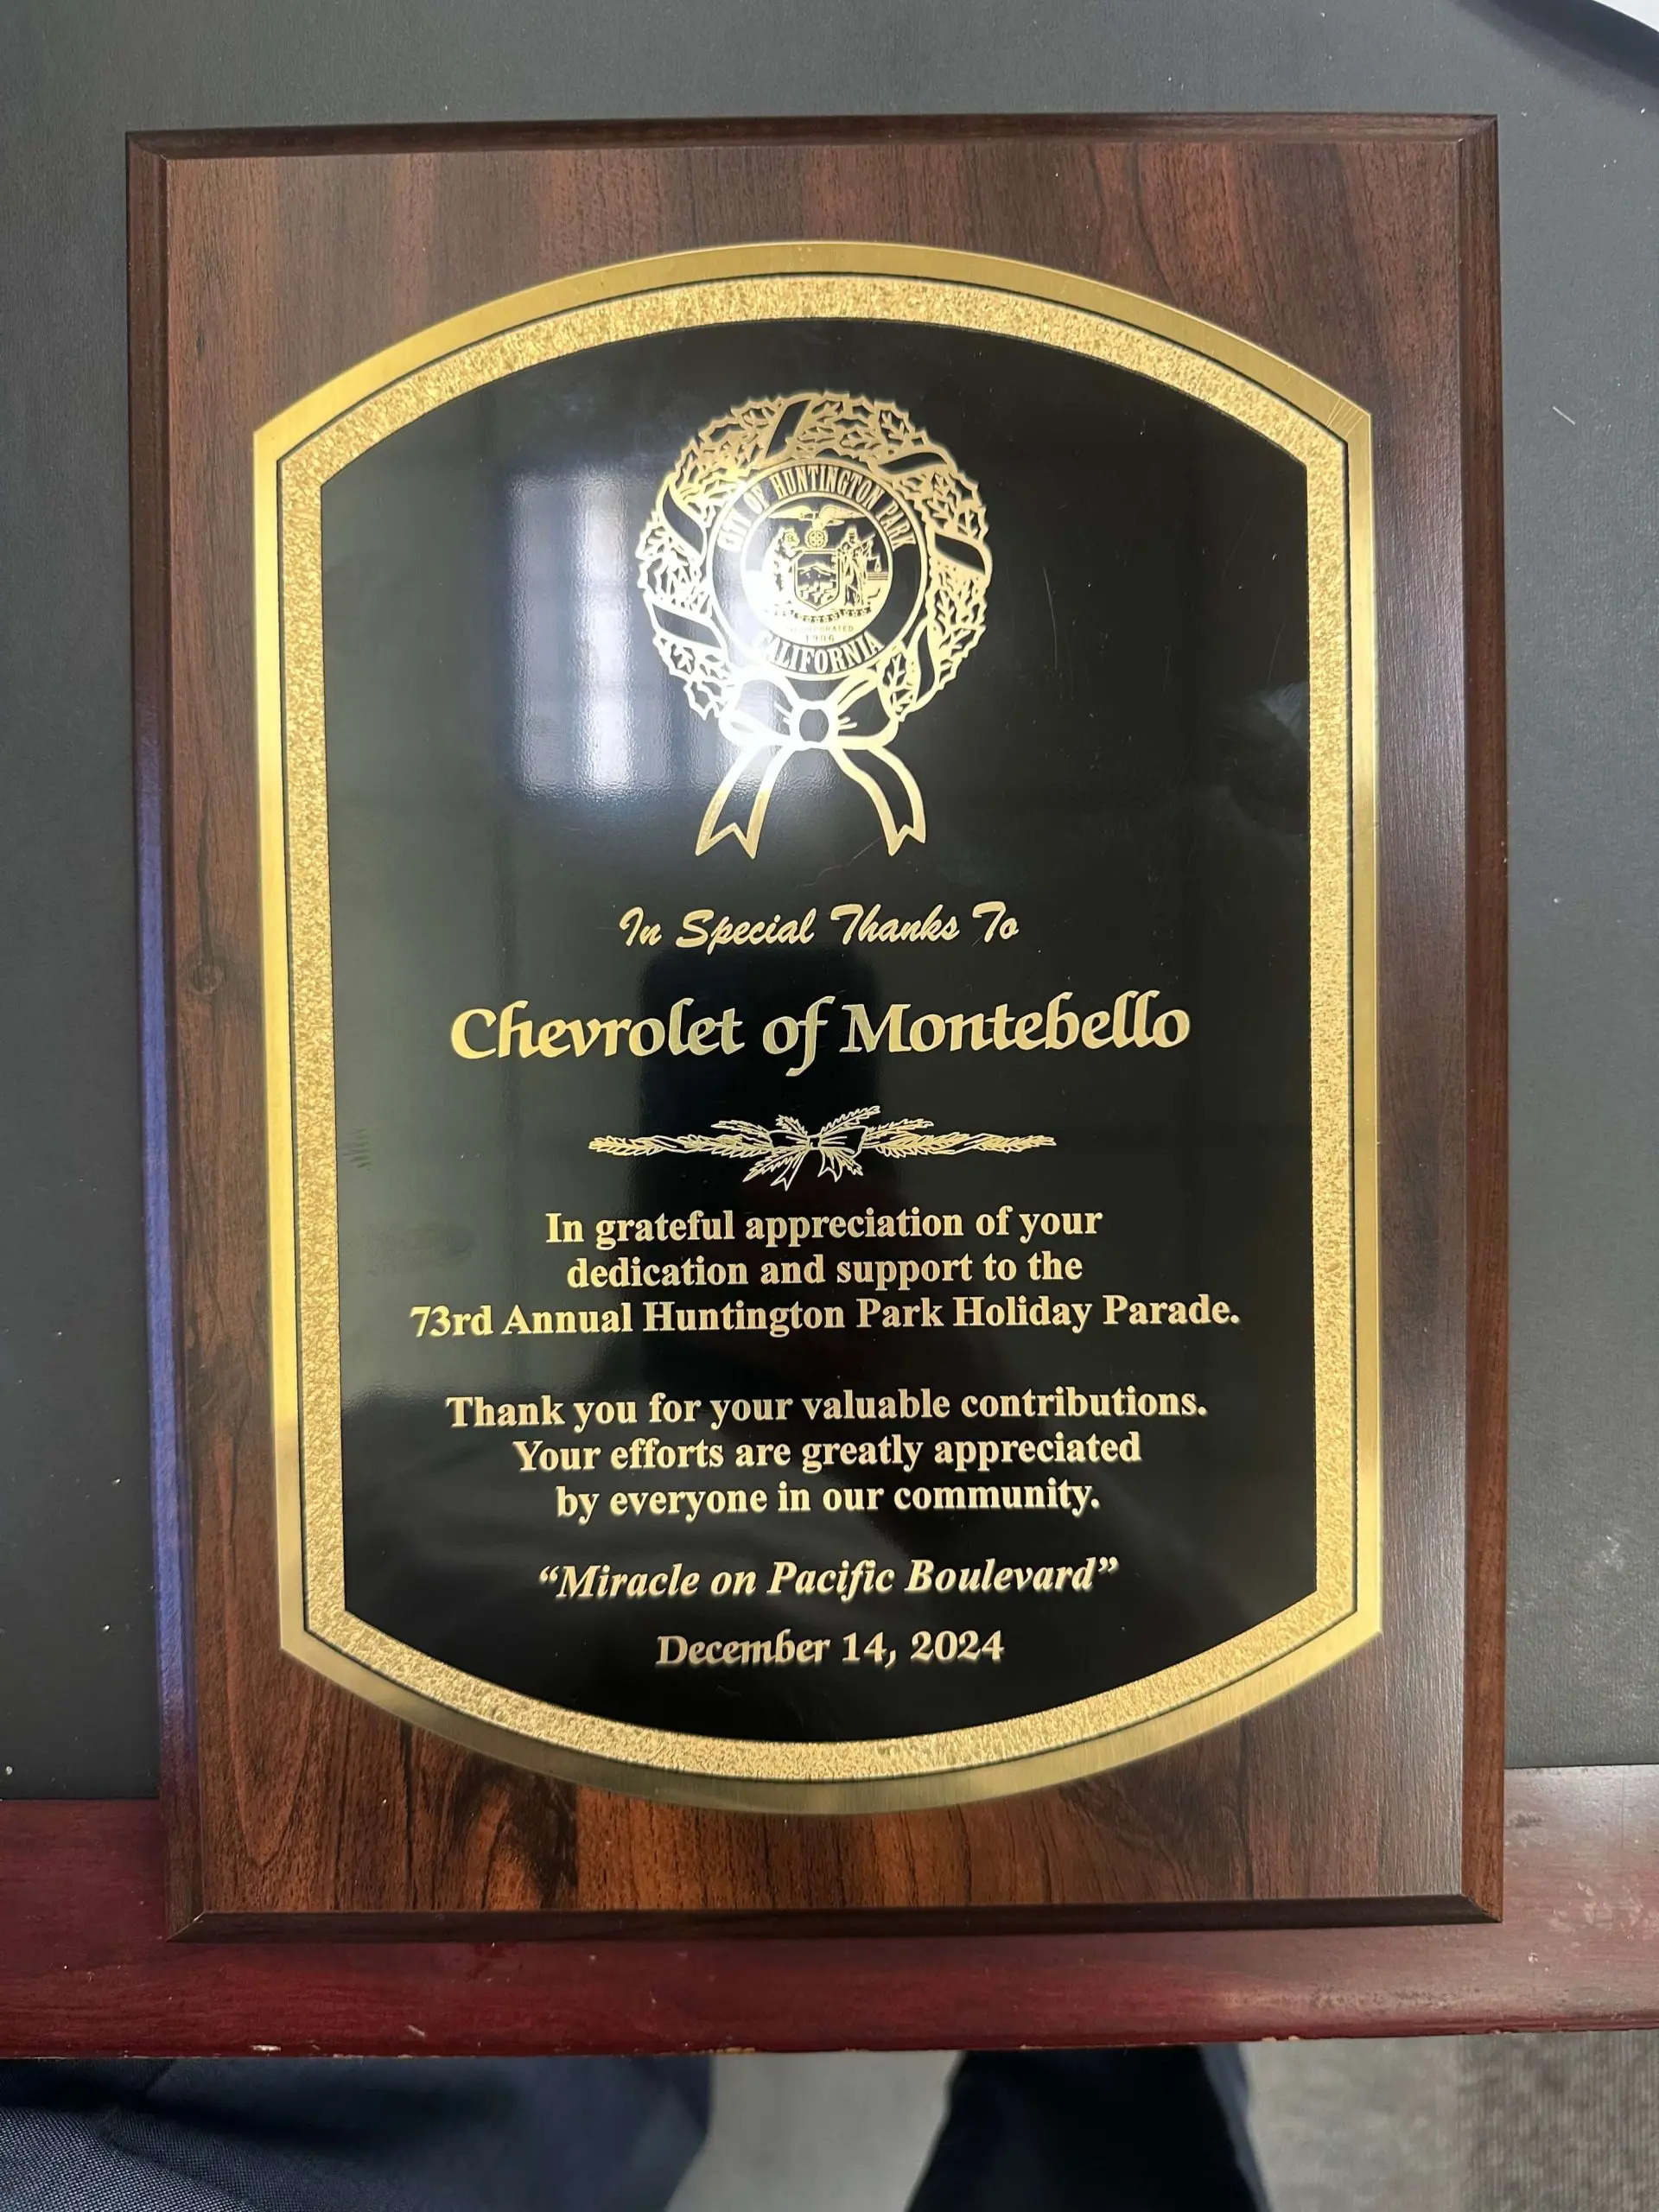 CITY OF HUNTINGTON PARK
INCORPORATED
1906
CALIFORNIA
In Special Thanks To
Chevrolet of Montebello
In grateful appreciation of your
dedication and support to the
73rd Annual Huntington Park Holiday Parade.
Thank you for your valuable contributions.
Your efforts are greatly appreciated
by everyone in our community.
“Miracle on Pacific Boulevard”
December 14, 2024